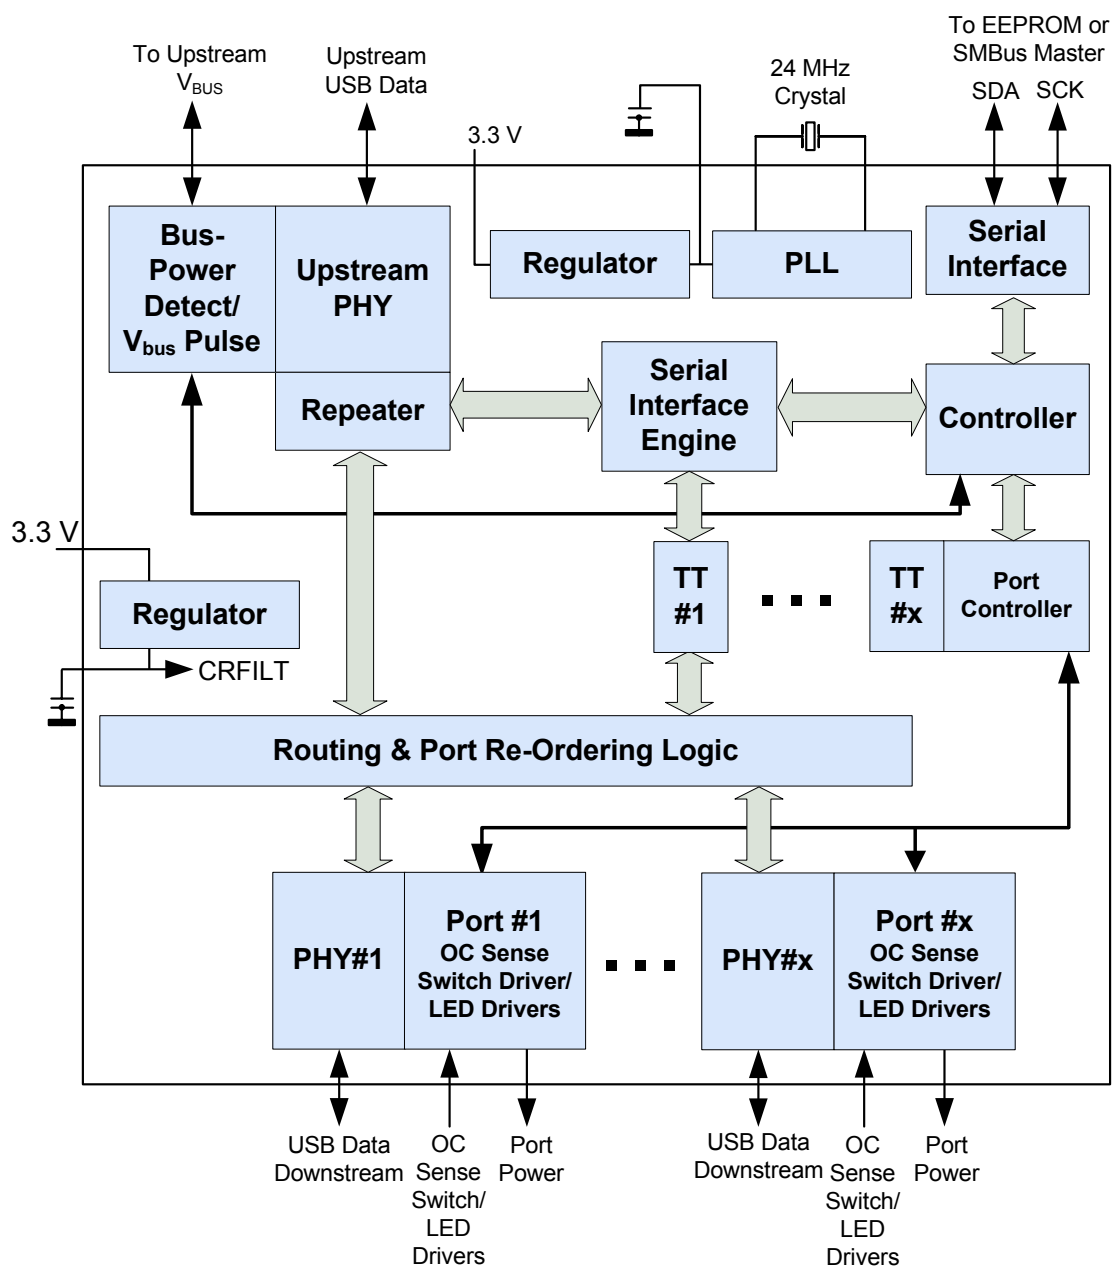 To Upstream
VBUS
Upstream
USB Data
3.3 V
24 MHz
Crystal
To EEPROM or
SMBus Master
SDA
SCK
Bus-
Power
Detect/
Vbus Pulse
Upstream
PHY
Regulator
PLL
Serial
Interface
Repeater
Serial
Interface
Engine
Controller
3.3 V
Regulator
CRFILT
TT
#1
TT
#x
Port
Controller
Routing & Port Re-Ordering Logic
PHY#1
Port #1
OC Sense
Switch Driver/
LED Drivers
PHY#x
Port #x
OC Sense
Switch Driver/
LED Drivers
USB Data
Downstream
OC
Sense
Switch/
LED
Drivers
Port
Power
USB Data
Downstream
OC
Sense
Switch/
LED
Drivers
Port
Power